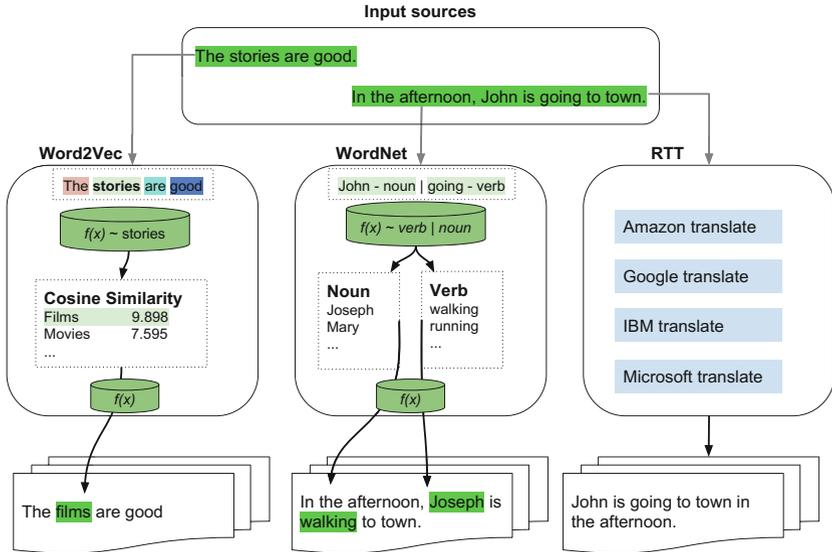 Input sources
The stories are good.
In the afternoon, John is going to town.
Word2Vec
The stories are good
f(x) ~ stories
Cosine Similarity
Films 9.898
Movies 7.595
...
f(x)
The films are good
WordNet
John - noun | going - verb
f(x) ~ verb | noun
Noun
Joseph
Mary
...
Verb
walking
running
...
f(x)
In the afternoon, Joseph is
walking to town.
RTT
Amazon translate
Google translate
IBM translate
Microsoft translate
John is going to town in
the afternoon.